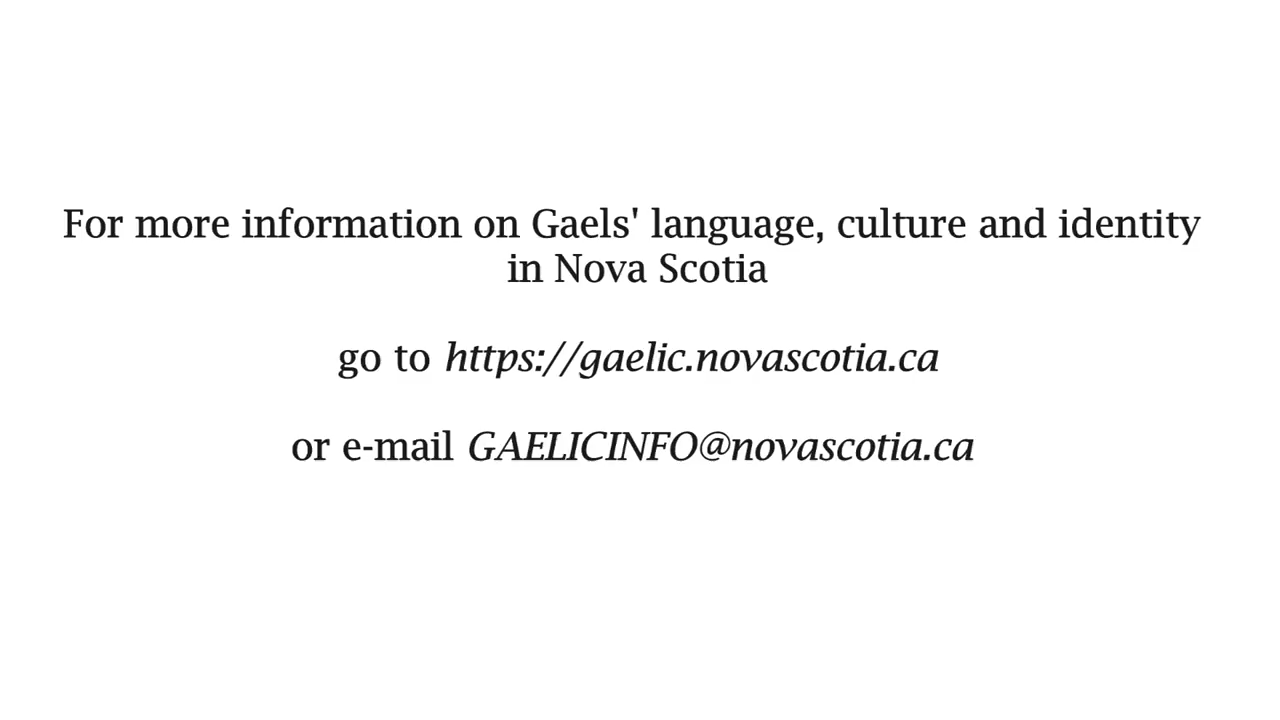 For more information on Gaels' language, culture and identity
in Nova Scotia
go to https://gaelic.novascotia.ca
or e-mail GAELICINFO@novascotia.ca